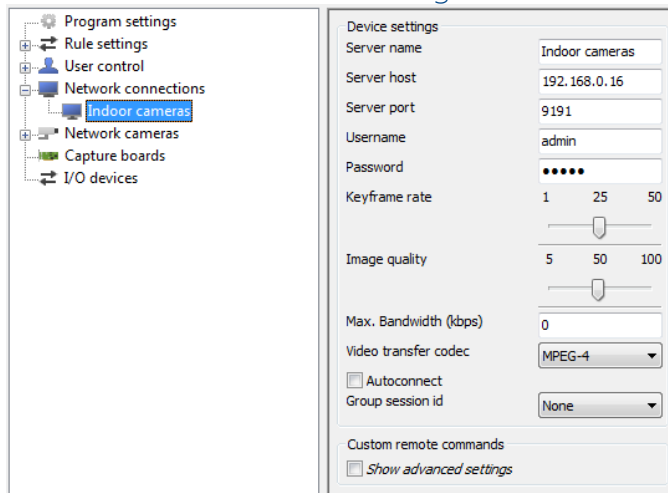 Program settings
Rule settings
User control
Network connections
Indoor cameras
Network cameras
Capture boards
I/O devices
Device settings
Server name Indoor cameras
Server host 192.168.0.16
Server port 9191
Username admin
Password •••••
Keyframe rate 1 25 50
Image quality 5 50 100
Max. Bandwidth (kbps) 0
Video transfer codec MPEG-4
Autoconnect
Group session id None
Custom remote commands
Show advanced settings